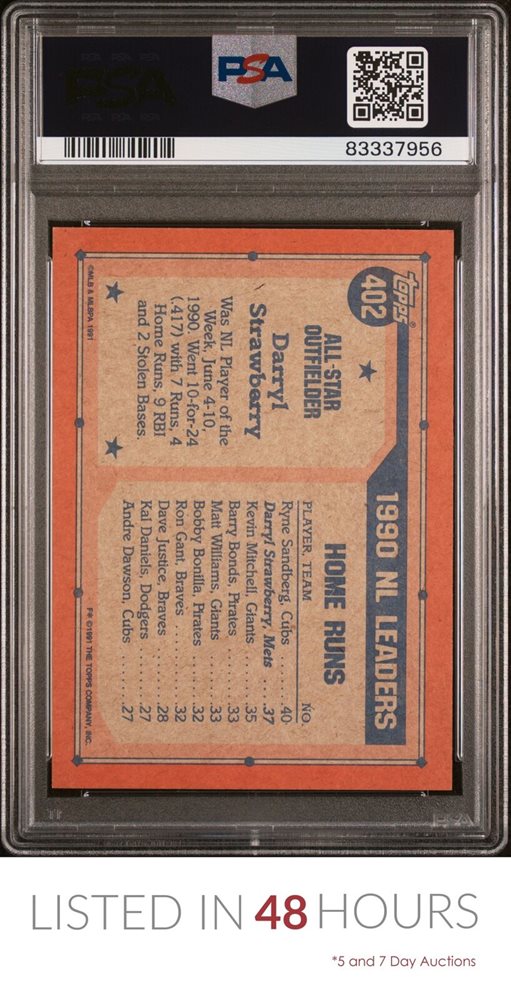 PSA
PSA
83337956
Topps®
402
ALL-STAR
OUTFIELDER
Darryl
Strawberry
Was NL Player of the
Week, June 4-10,
1990. Went 10-for-24
(.417) with 7 Runs, 4
Home Runs, 9 RBI
and 2 Stolen Bases.
©MLB & MLBPA 1991
1990 NL LEADERS
HOME RUNS
PLAYER, TEAM NO.
Ryne Sandberg, Cubs ..... 40
Darryl Strawberry, Mets ...37
Kevin Mitchell, Giants ......35
Barry Bonds, Pirates .......33
Matt Williams, Giants ......33
Bobby Bonilla, Pirates .....32
Ron Gant, Braves ..........32
Dave Justice, Braves ......28
Kal Daniels, Dodgers ......27
Andre Dawson, Cubs .......27
F* ©1991 THE TOPPS COMPANY, INC.
PSA
LISTED IN 48 HOURS
*5 and 7 Day Auctions